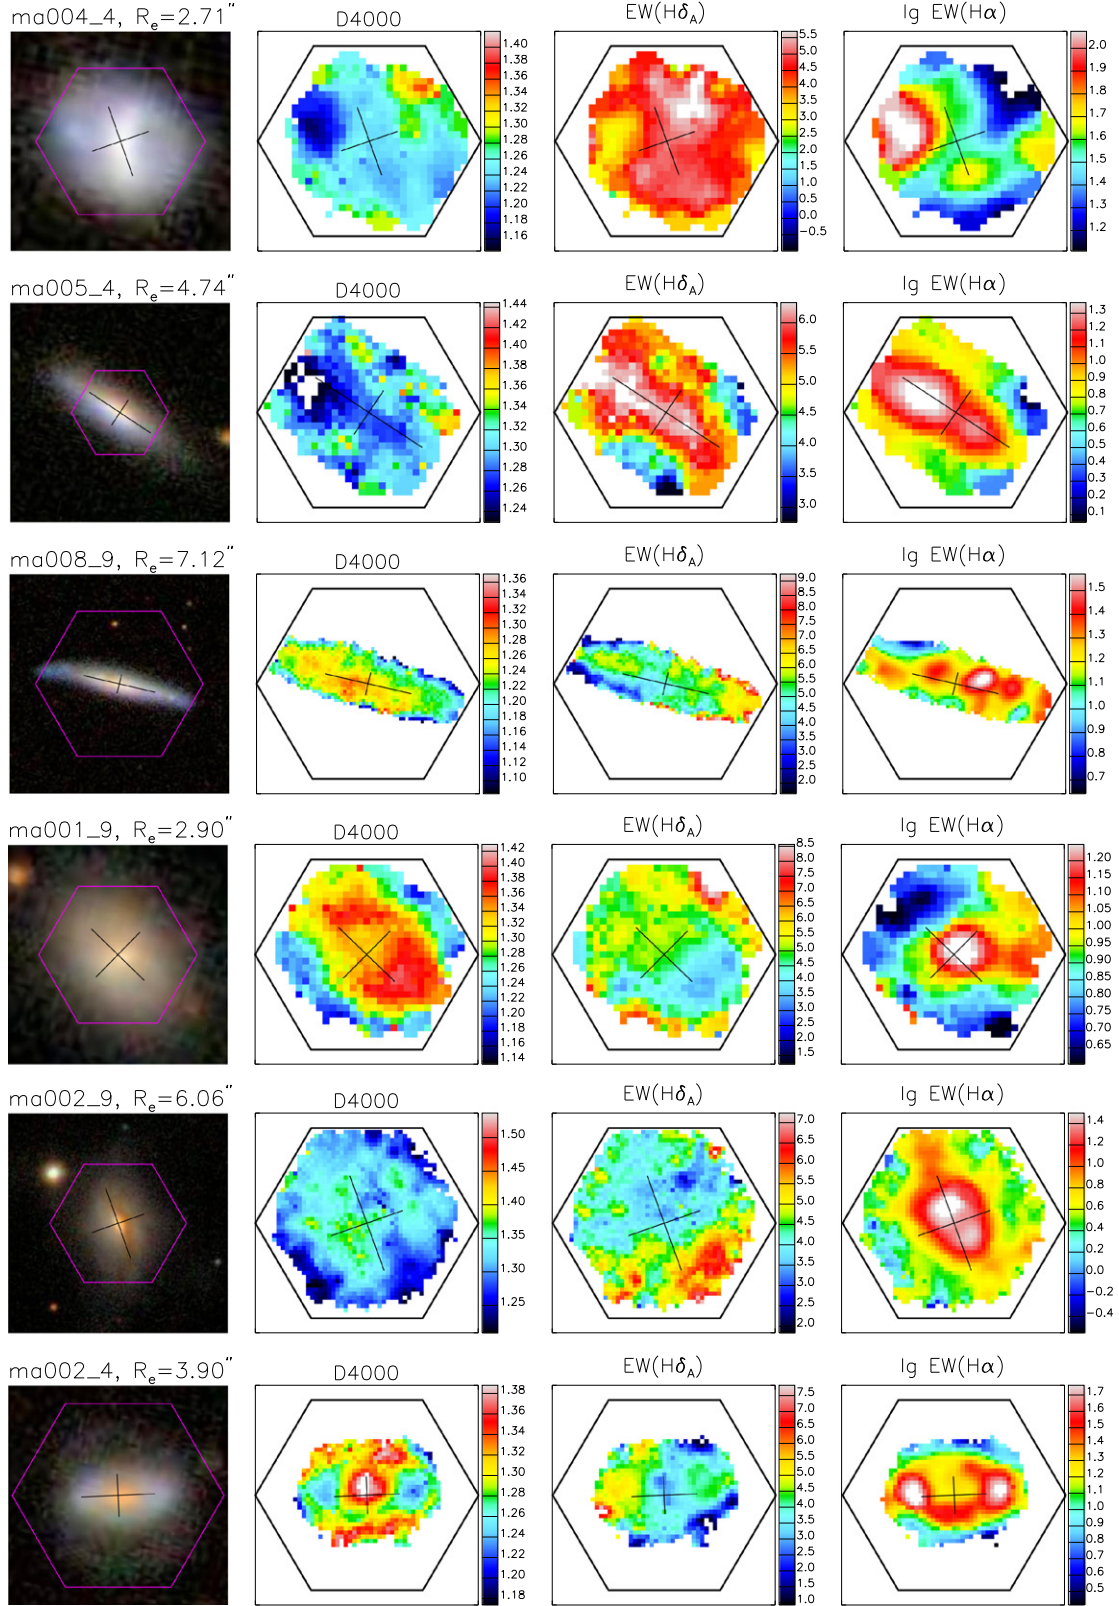 ma004_4, Re=2.71" D4000 EW(HδA) lg EW(Hα)
1.40 5.5 2.0
1.38 5.0 1.9
1.36 4.5 1.8
1.34 4.0 1.7
1.32 3.5 1.6
1.30 3.0 1.5
1.28 2.5 1.4
1.26 2.0 1.3
1.24 1.5 1.2
1.22 1.0
1.20 0.5
1.18 0.0
1.16 −0.5
ma005_4, Re=4.74" D4000 EW(HδA) lg EW(Hα)
1.44 6.0 1.3
1.42 5.0 1.2
1.40 4.5 1.1
1.38 4.0 1.0
1.36 3.5 0.9
1.34 3.0 0.8
1.32 0.7
1.30 0.6
1.28 0.5
1.26 0.4
1.24 0.3
0.2
0.1
ma008_9, Re=7.12" D4000 EW(HδA) lg EW(Hα)
1.36 9.0 1.5
1.34 8.5 1.4
1.32 8.0 1.3
1.30 7.5 1.2
1.28 7.0 1.1
1.26 6.5 1.0
1.24 6.0 0.9
1.22 5.5 0.8
1.20 5.0 0.7
1.18 4.5
1.16 4.0
1.14 3.5
1.12 3.0
1.10 2.5
2.0
ma001_9, Re=2.90" D4000 EW(HδA) lg EW(Hα)
1.42 8.5 1.20
1.40 8.0 1.15
1.38 7.5 1.10
1.36 7.0 1.05
1.34 6.5 1.00
1.32 6.0 0.95
1.30 5.5 0.90
1.28 5.0 0.85
1.26 4.5 0.80
1.24 4.0 0.75
1.22 3.5 0.70
1.20 3.0 0.65
1.18 2.5
1.16 2.0
1.14 1.5
ma002_9, Re=6.06" D4000 EW(HδA) lg EW(Hα)
1.50 7.0 1.4
1.45 6.5 1.2
1.40 6.0 1.0
1.35 5.5 0.8
1.30 5.0 0.6
1.25 4.5 0.4
4.0 0.2
3.5 0.0
3.0 −0.2
2.5 −0.4
2.0
ma002_4, Re=3.90" D4000 EW(HδA) lg EW(Hα)
1.38 7.5 1.7
1.36 7.0 1.6
1.34 6.5 1.5
1.32 6.0 1.4
1.30 5.5 1.3
1.28 5.0 1.2
1.26 4.5 1.1
1.24 4.0 1.0
1.22 3.5 0.9
1.20 3.0 0.8
1.18 2.5 0.7
2.0 0.6
1.5 0.5
1.0